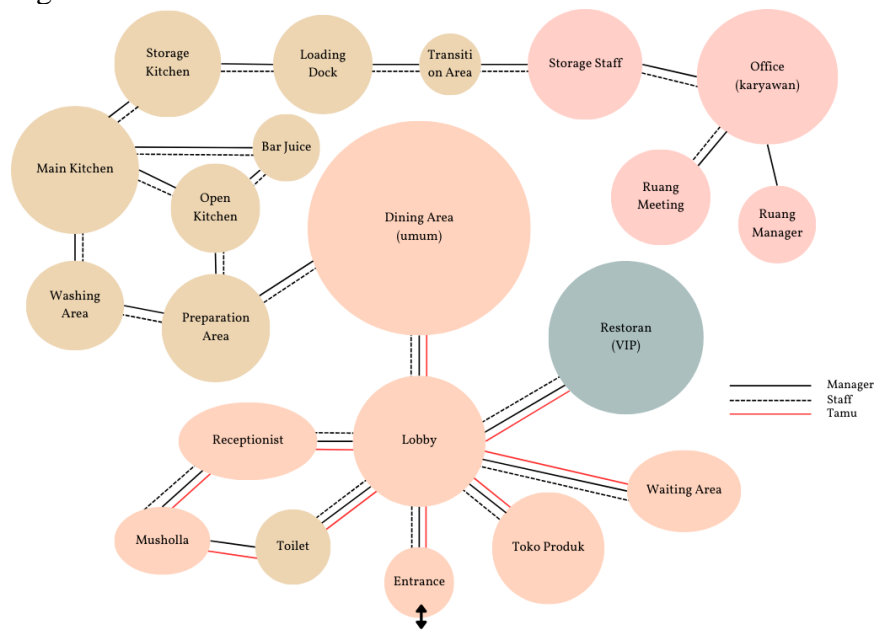 Storage
Kitchen
Loading
Dock
Transiti
on Area
Storage Staff
Office
(karyawan)
Main Kitchen
Bar Juice
Open
Kitchen
Dining Area
(umum)
Ruang
Meeting
Ruang
Manager
Washing
Area
Preparation
Area
Restoran
(VIP)
Manager
Staff
Tamu
Receptionist
Lobby
Waiting Area
Musholla
Toilet
Toko Produk
Entrance